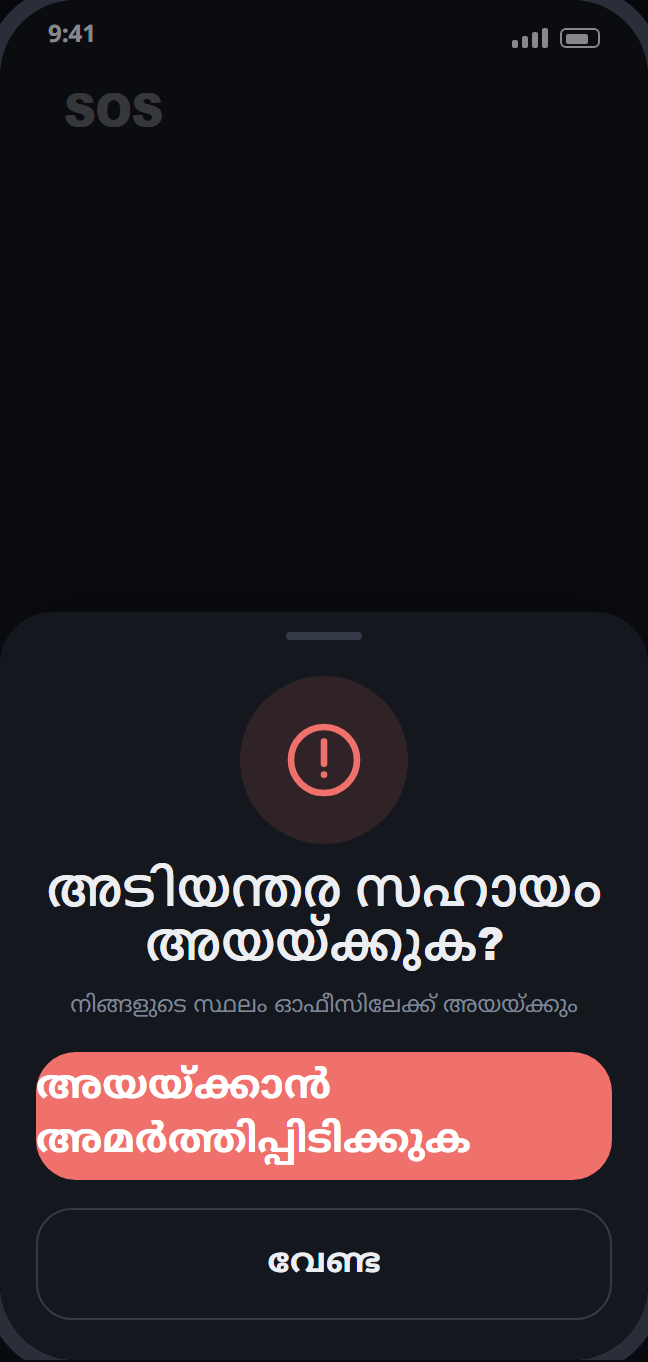 9:41
SOS
അടിയന്തര സഹായം
അയയ്ക്കുക?
നിങ്ങളുടെ സ്ഥലം ഓഫീസിലേക്ക് അയയ്ക്കും
അയയ്ക്കാൻ
അമർത്തിപ്പിടിക്കുക
വേണ്ട